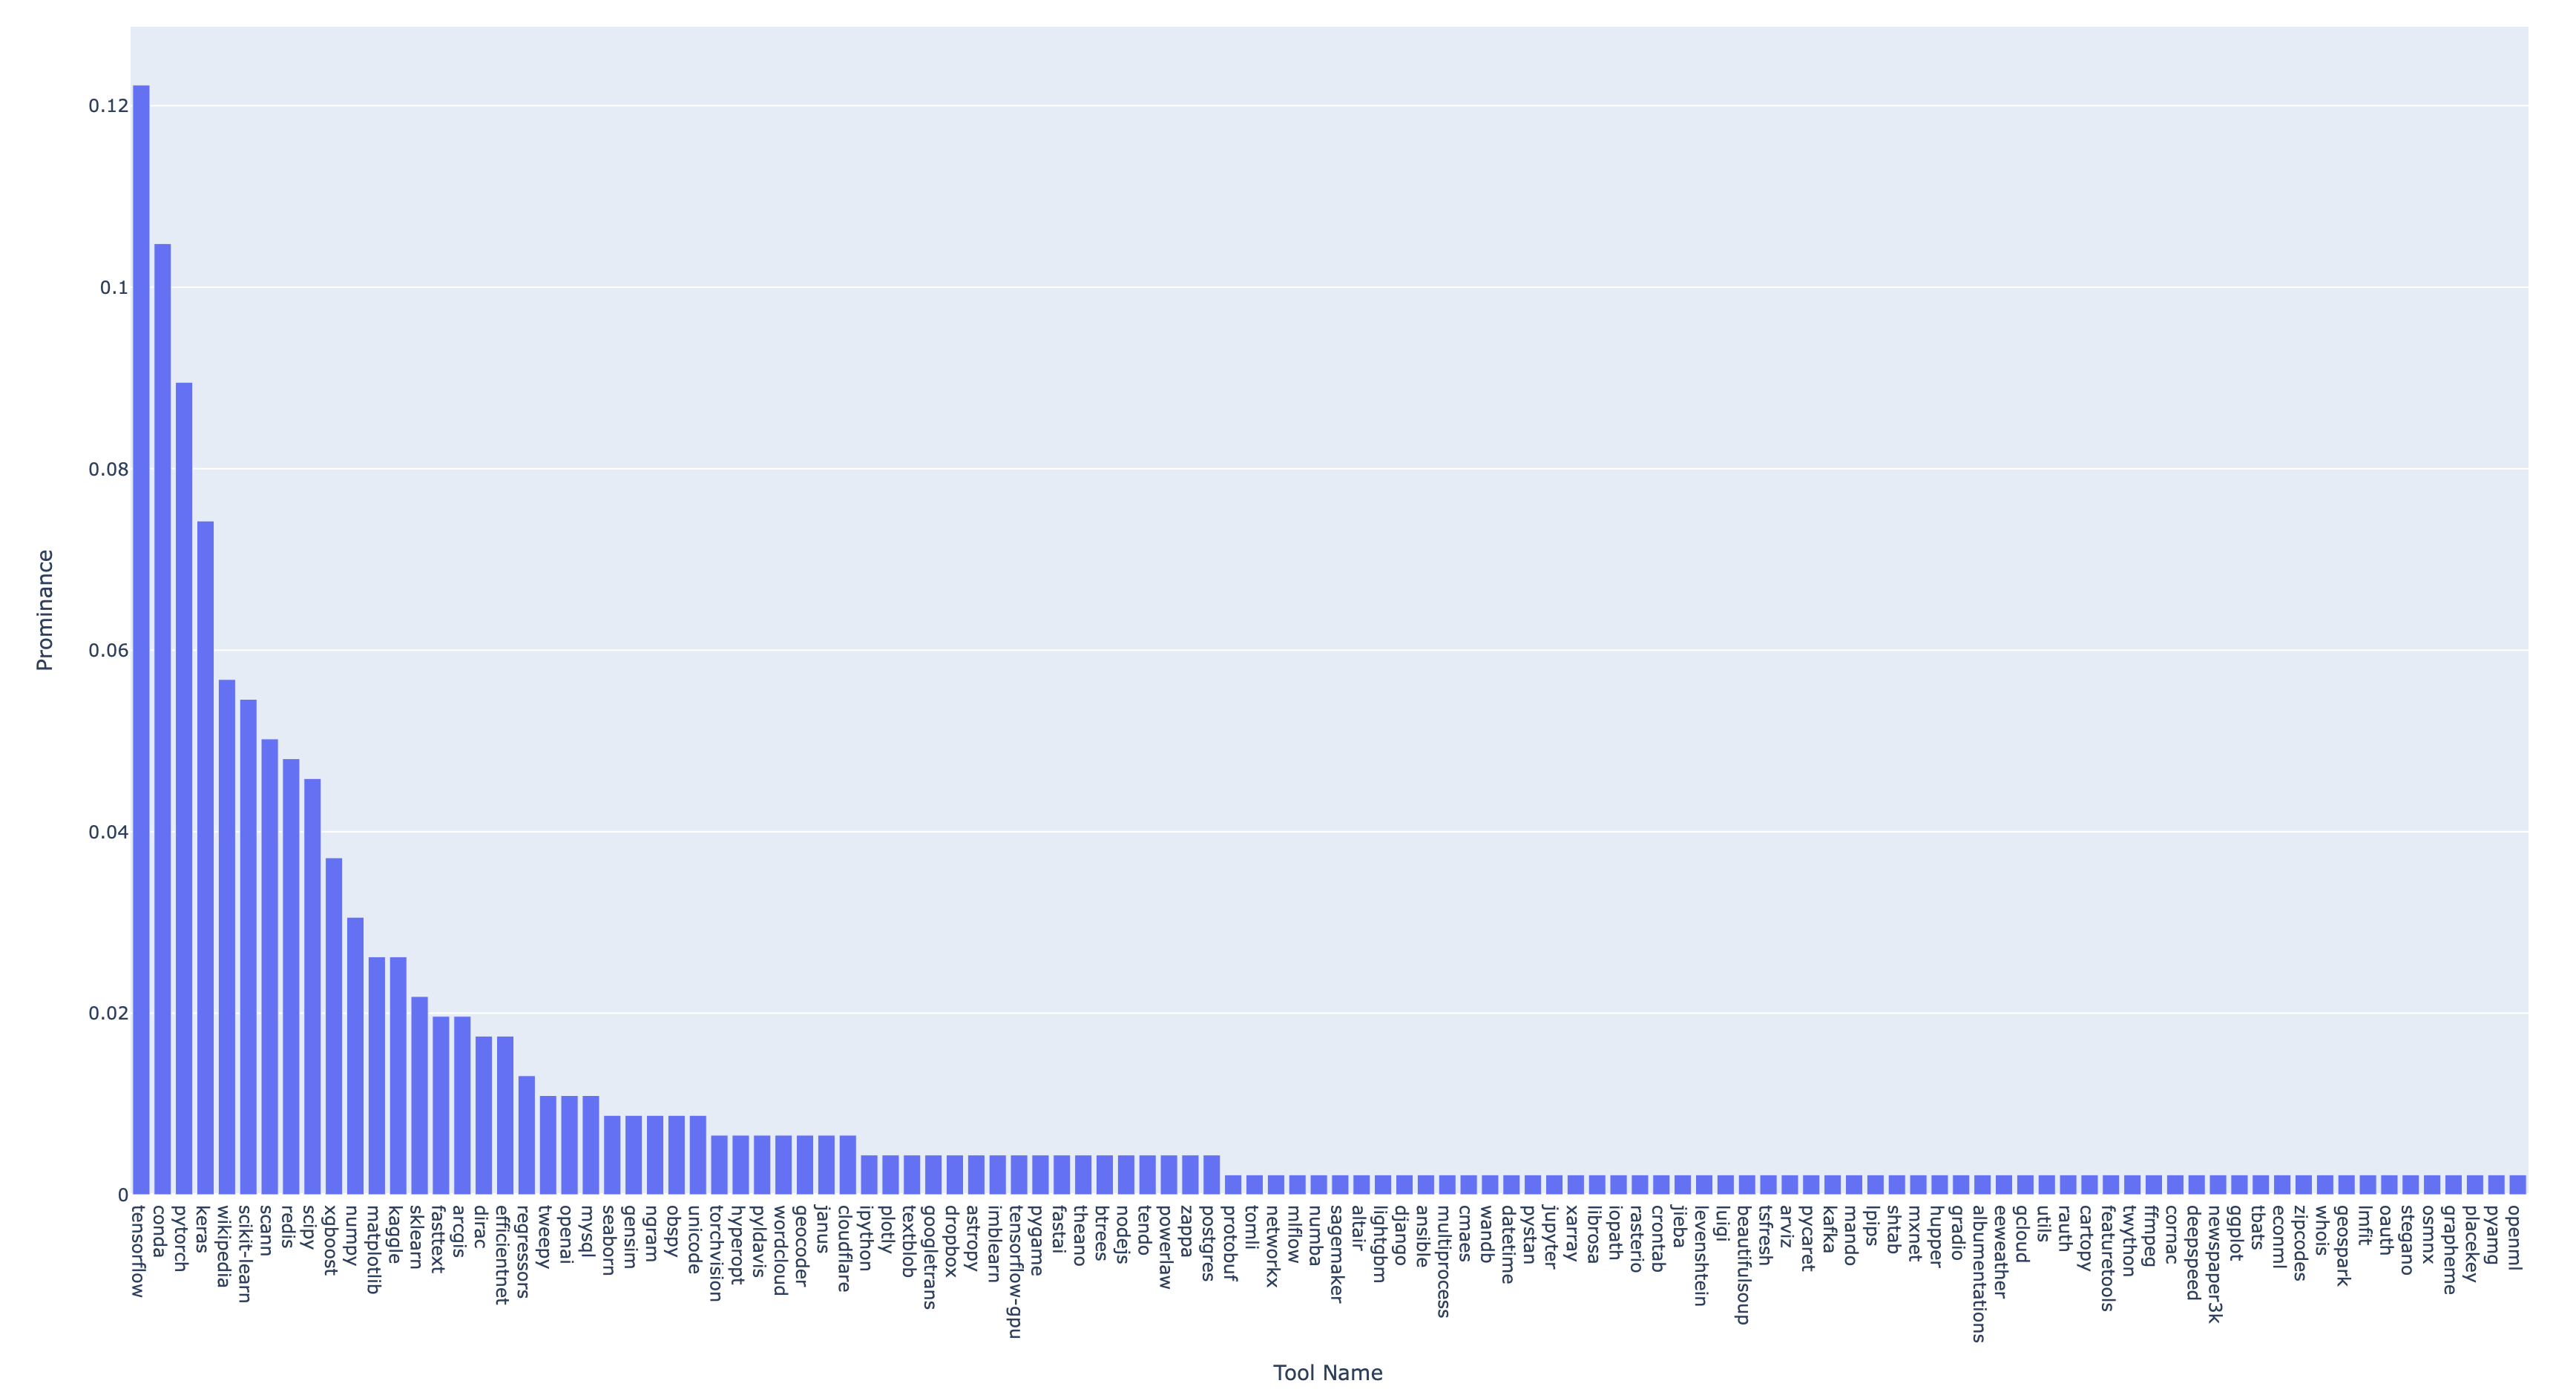 0.12
0.1
0.08
0.06
0.04
0.02
0
Prominance
tensorflow
conda
pytorch
keras
wikipedia
scikit-learn
scann
redis
scipy
xgboost
numpy
matplotlib
kaggle
sklearn
fasttext
arcgis
dirac
efficientnet
regressors
tweepy
openai
mysql
seaborn
gensim
ngram
obspy
unicode
torchvision
hyperopt
pyldavis
wordcloud
geocoder
janus
cloudflare
ipython
plotly
textblob
googletrans
dropbox
astropy
imblearn
tensorflow-gpu
pygame
fastai
theano
btrees
nodejs
tendo
powerlaw
zappa
postgres
protobuf
tomli
networkx
mlflow
numba
sagemaker
altair
lightgbm
django
ansible
multiprocess
cmaes
wandb
datetime
pystan
jupyter
xarray
librosa
iopath
rasterio
crontab
jieba
levenshtein
luigi
beautifulsoup
tsfresh
arviz
pycaret
kafka
mando
lpips
shtab
mxnet
hupper
gradio
albumentations
eeweather
gcloud
utils
rauth
cartopy
featuretools
twython
ffmpeg
cornac
deepspeed
newspaper3k
ggplot
tbats
econml
zipcodes
whois
geospark
lmfit
oauth
stegano
osmnx
grapheme
placekey
pyamg
openml
Tool Name